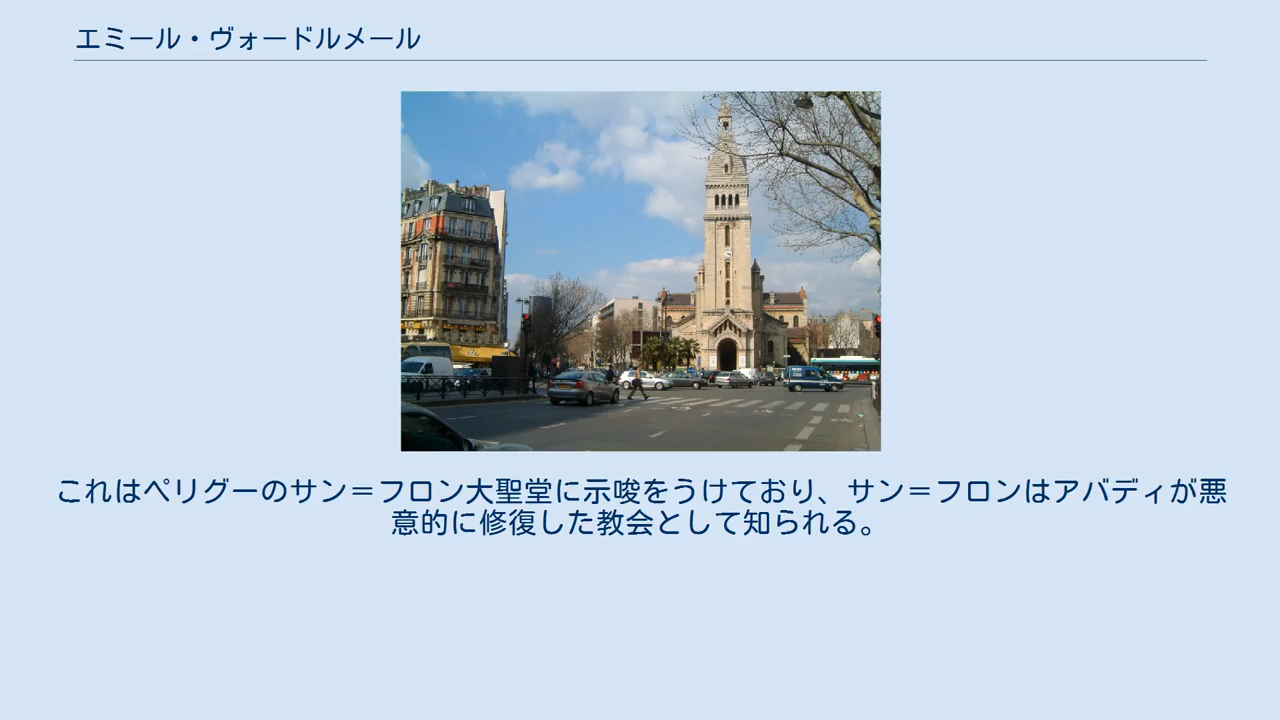 エミール・ヴォードルメール
これはペリグーのサン＝フロン大聖堂に示唆をうけており、サン＝フロンはアバディが悪
意的に修復した教会として知られる。